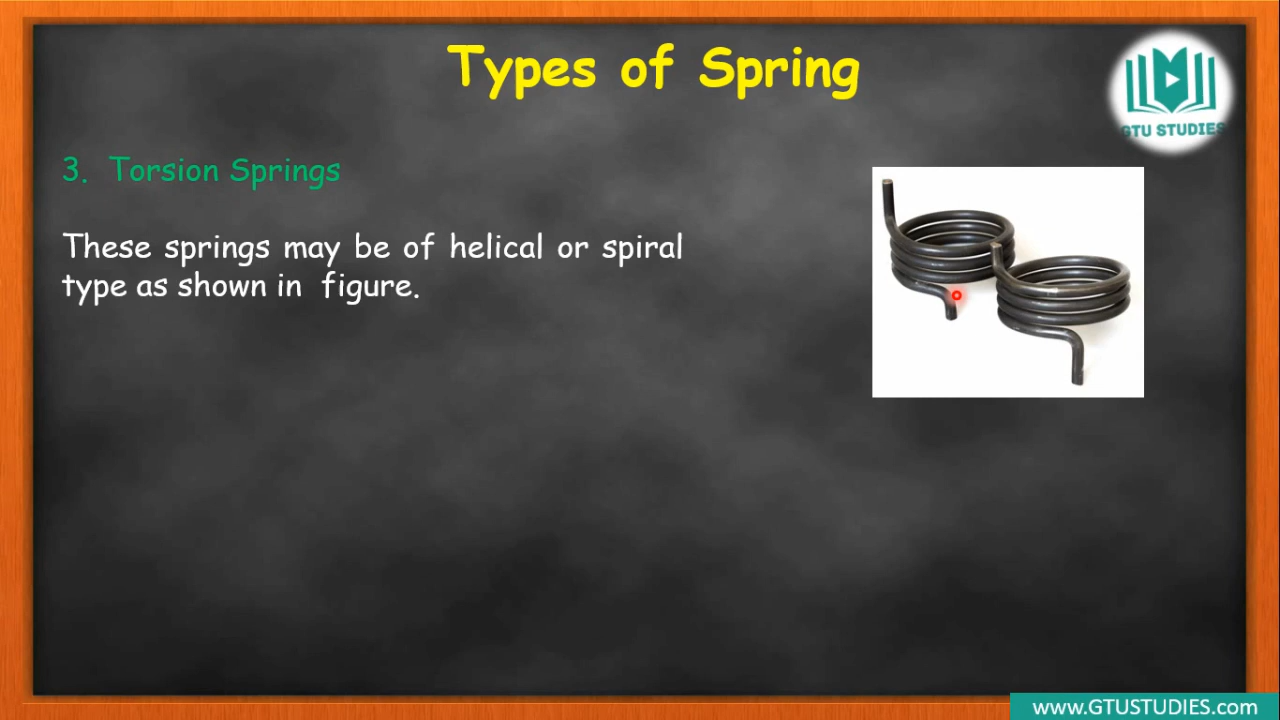 Types of Spring
GTU STUDIES
3. Torsion Springs
These springs may be of helical or spiral
type as shown in figure.
www.GTUSTUDIES.com